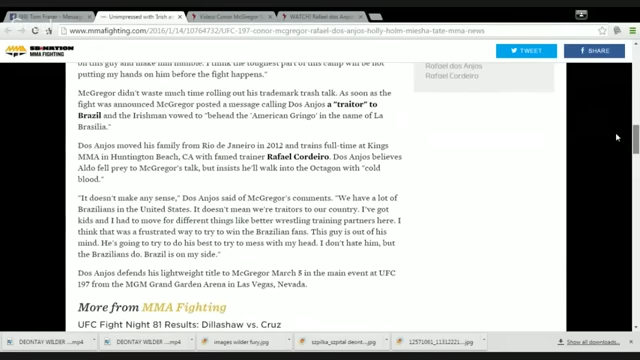 (18) Tom Fraser - Messag
Unimpressed with Irish an
Videos Conor McGregor
WATCH! Rafael dos Anjos
www.mmafighting.com/2016/1/14/10764732/UFC-197-conor-mcgregor-rafael-dos-anjos-holly-holm-miesha-tate-mma-news
SB NATION
MMA FIGHTING
TWEET
SHARE
on this guy and make him humble. I think the toughest part of this camp will be not
putting my hands on him before the fight happens."
Rafael dos Anjos
Rafael Cordeiro
McGregor didn't waste much time rolling out his trademark trash talk. As soon as the
fight was announced McGregor posted a message calling Dos Anjos a "traitor" to
Brazil and the Irishman vowed to "behead the 'American Gringo' in the name of La
Brasilia."
Dos Anjos moved his family from Rio de Janeiro in 2012 and trains full-time at Kings
MMA in Huntington Beach, CA with famed trainer Rafael Cordeiro. Dos Anjos believes
Aldo fell prey to McGregor's talk, but insists he'll walk into the Octagon with "cold
blood."
"It doesn't make any sense," Dos Anjos said of McGregor's comments. "We have a lot of
Brazilians in the United States. It doesn't mean we're traitors to our country. I've got
kids and I had to move for different things like better wrestling training partners here. I
think that was a frustrated way to try to win the Brazilian fans. This guy is out of his
mind. He's going to try to do his best to try to mess with my head. I don't hate him, but
the Brazilians do. Brazil is on my side."
Dos Anjos defends his lightweight title to McGregor March 5 in the main event at UFC
197 from the MGM Grand Garden Arena in Las Vegas, Nevada.
More from MMA Fighting
UFC Fight Night 81 Results: Dillashaw vs. Cruz
DEONTAY WILDER ....mp4
DEONTAY WILDER ....mp4
images wilder fury.jpg
szpilka_szpital deont....jpg
12571061_11312221....jpg
Show all downloads...